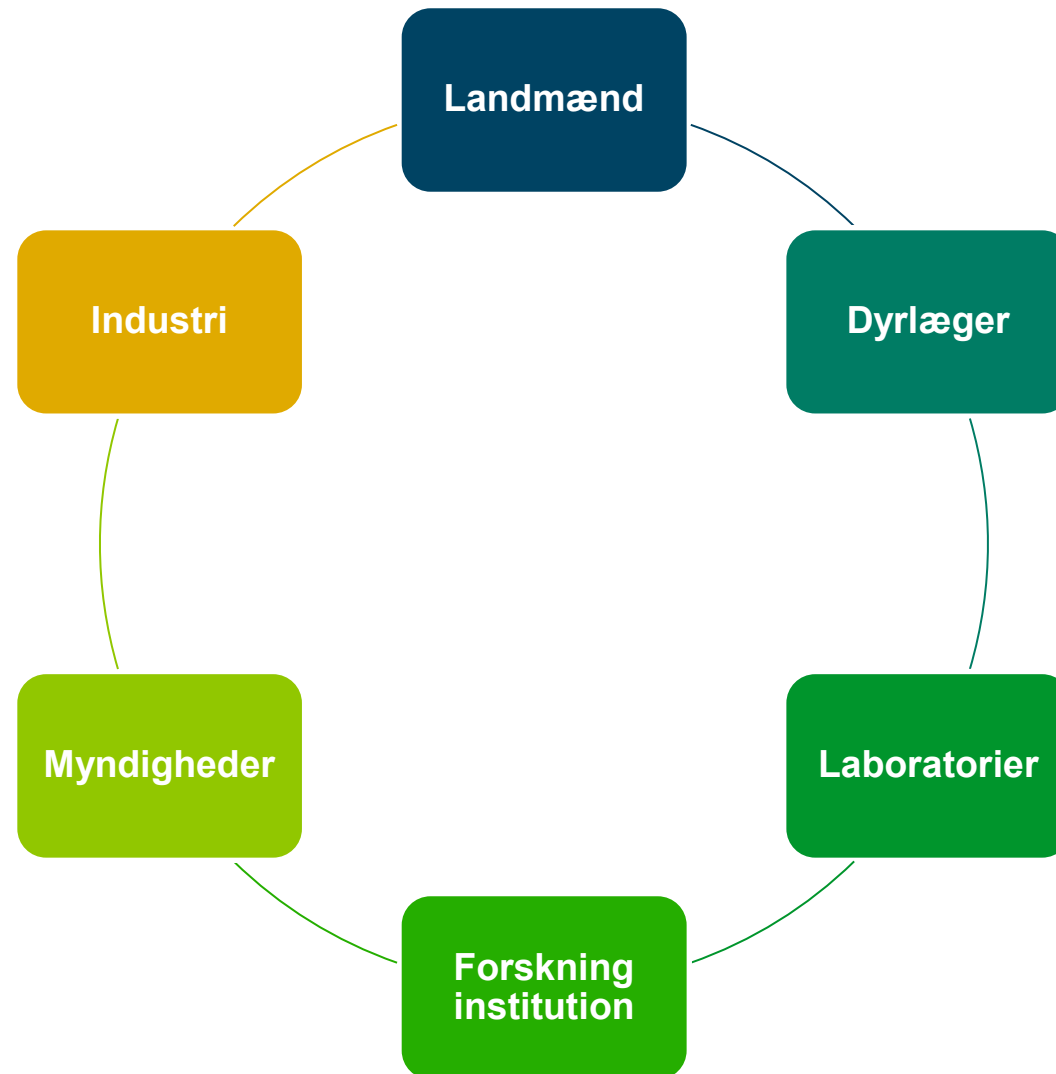 Landmænd
Industri
Dyrlæger
Myndigheder
Laboratorier
Forskning
institution